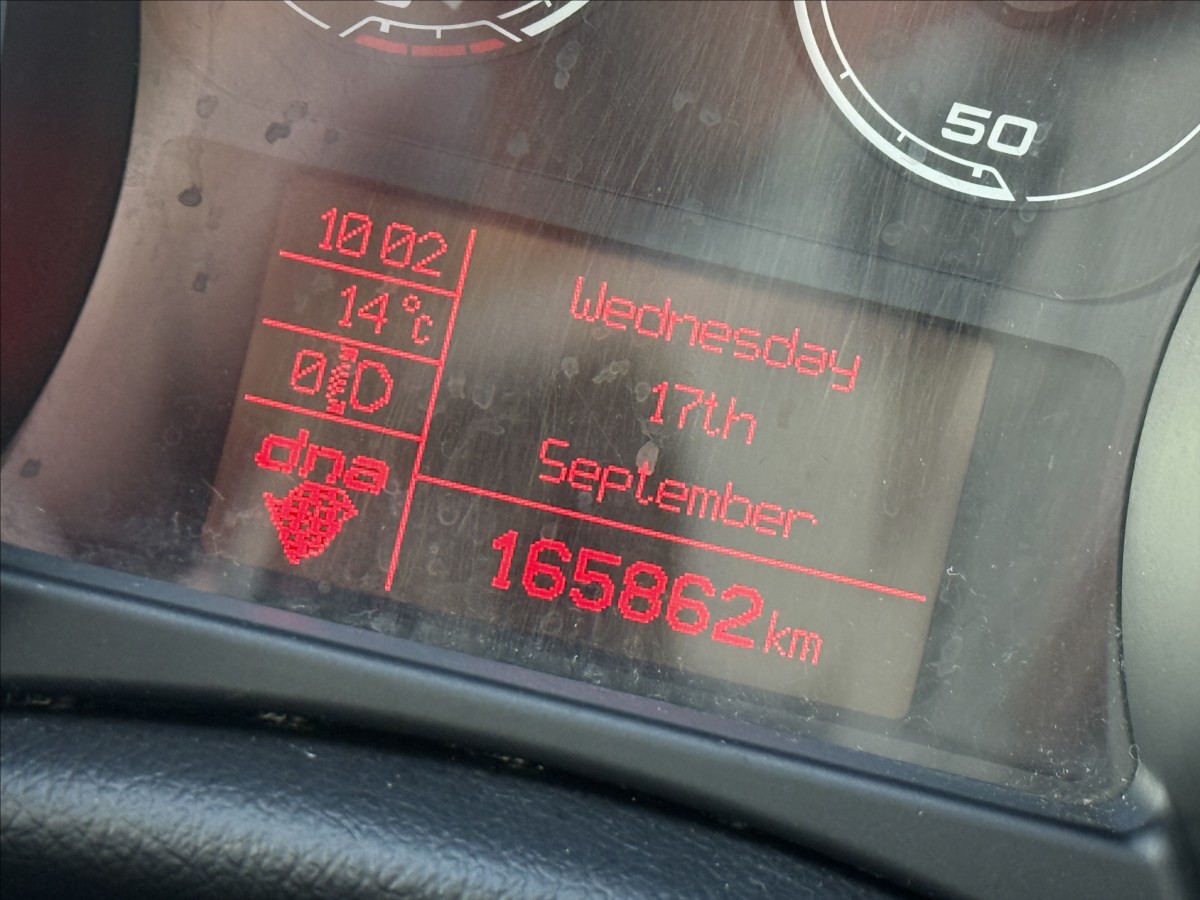 50
10 02
14°C
0 D
dna
Wednesday
17th
September
165862km